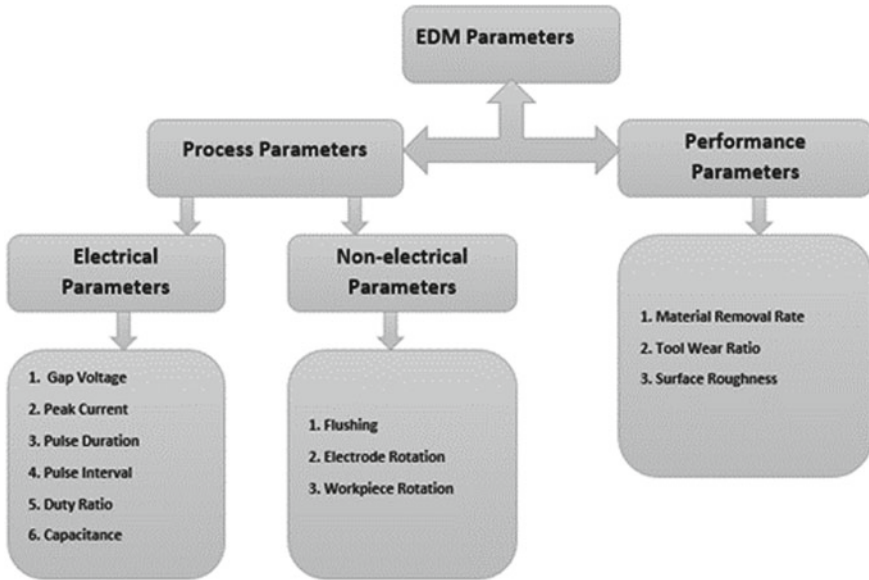 EDM Parameters
Process Parameters
Performance
Parameters
Electrical
Parameters
Non-electrical
Parameters
1. Gap Voltage
2. Peak Current
3. Pulse Duration
4. Pulse Interval
5. Duty Ratio
6. Capacitance
1. Flushing
2. Electrode Rotation
3. Workpiece Rotation
1. Material Removal Rate
2. Tool Wear Ratio
3. Surface Roughness